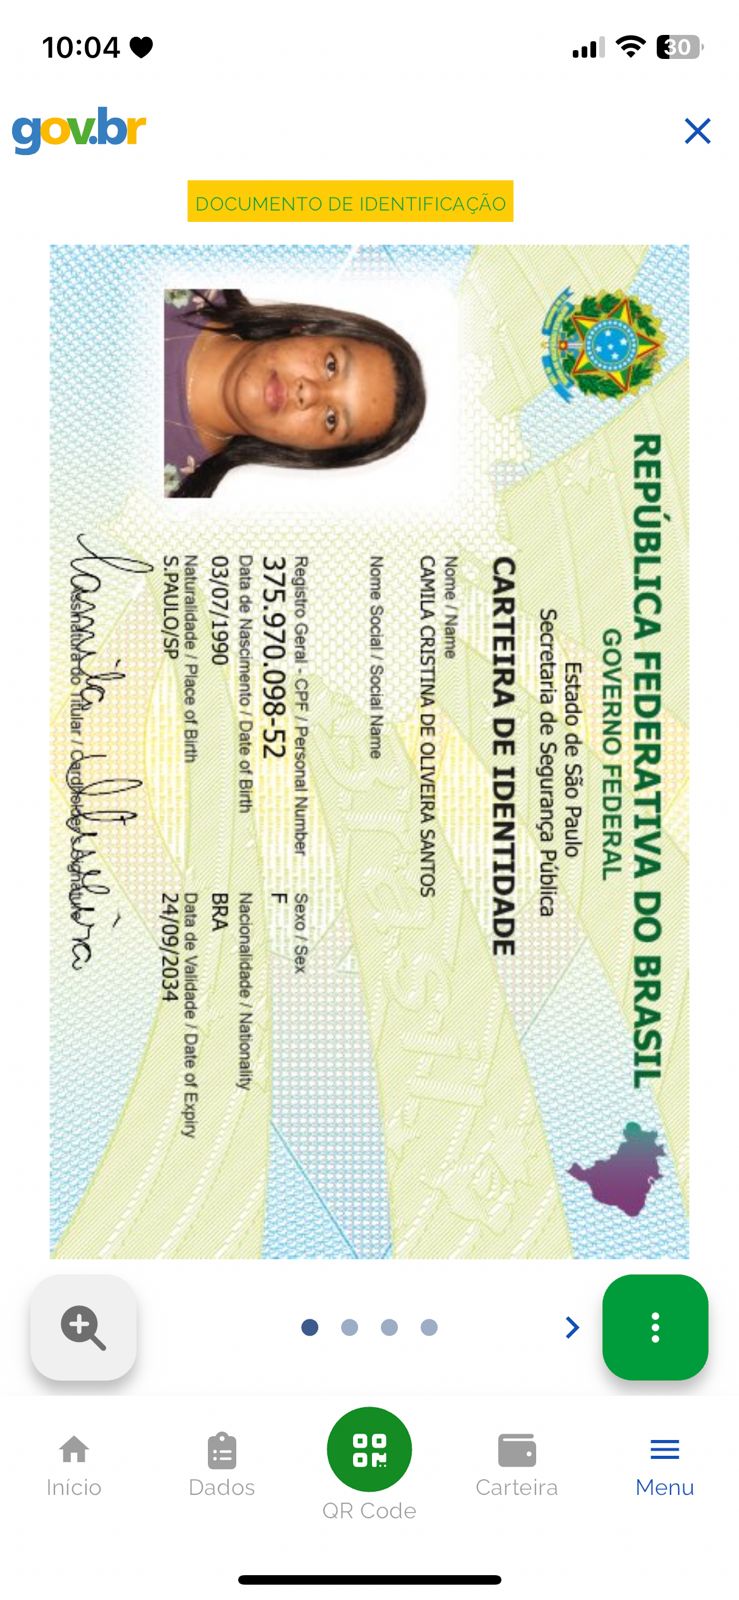 10:04
30
gov.br
DOCUMENTO DE IDENTIFICAÇÃO
REPÚBLICA FEDERATIVA DO BRASIL
GOVERNO FEDERAL
Estado de São Paulo
Secretaria de Segurança Pública
CARTEIRA DE IDENTIDADE
Nome / Name
CAMILA CRISTINA DE OLIVEIRA SANTOS
Nome Social / Social Name
Registro Geral - CPF / Personal Number Sexo / Sex
375.970.098-52 F
Data de Nascimento / Date of Birth Nacionalidade / Nationality
03/07/1990 BRA
Naturalidade / Place of Birth Data de Validade / Date of Expiry
S.PAULO/SP 24/09/2034
Camila Oliveira
Assinatura do Titular / Cardholder's Signature
Brasil
Início
Dados
QR Code
Carteira
Menu